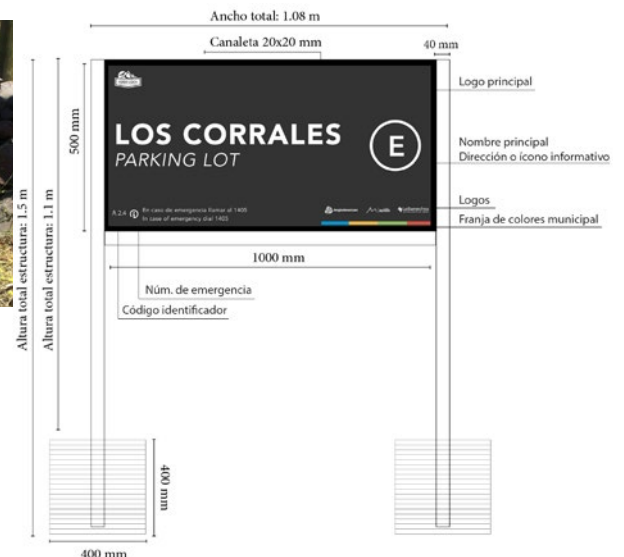 Ancho total: 1.08 m
Canaleta 20x20 mm
40 mm
Logo principal
500 mm
LOS CORRALES
PARKING LOT
E
Nombre principal
Dirección o ícono informativo
Altura total estructura: 1.5 m
Altura total estructura: 1.1 m
A.2.4
En caso de emergencia llamar al 1405
In case of emergency dial 1405
Logos
Franja de colores municipal
1000 mm
Núm. de emergencia
Código identificador
400 mm
400 mm